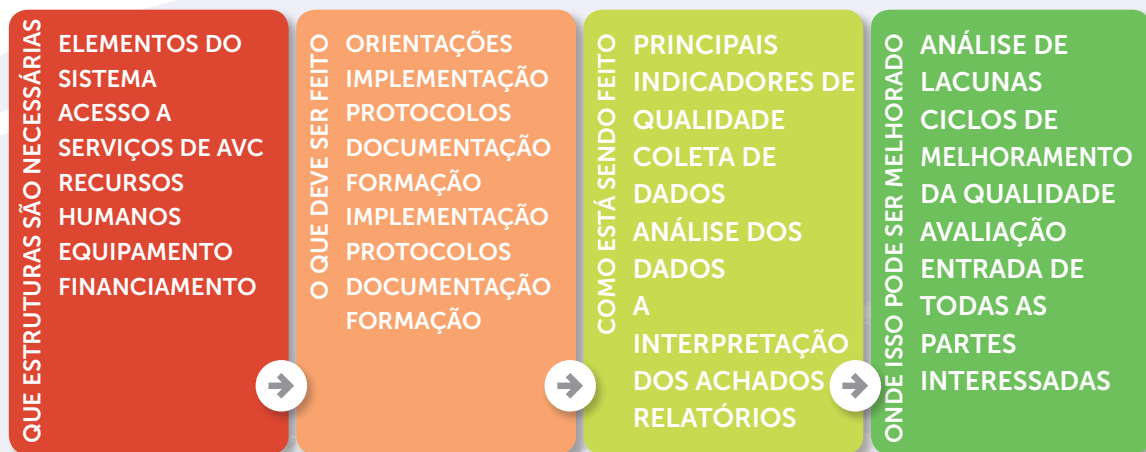 QUE ESTRUTURAS SÃO NECESSÁRIAS
ELEMENTOS DO
SISTEMA
ACESSO A
SERVIÇOS DE AVC
RECURSOS
HUMANOS
EQUIPAMENTO
FINANCIAMENTO
O QUE DEVE SER FEITO
ORIENTAÇÕES
IMPLEMENTAÇÃO
PROTOCOLOS
DOCUMENTAÇÃO
FORMAÇÃO
IMPLEMENTAÇÃO
PROTOCOLOS
DOCUMENTAÇÃO
FORMAÇÃO
COMO ESTÁ SENDO FEITO
PRINCIPAIS
INDICADORES DE
QUALIDADE
COLETA DE
DADOS
ANÁLISE DOS
DADOS
A
INTERPRETAÇÃO
DOS ACHADOS
RELATÓRIOS
ONDE ISSO PODE SER MELHORADO
ANÁLISE DE
LACUNAS
CICLOS DE
MELHORAMENTO
DA QUALIDADE
AVALIAÇÃO
ENTRADA DE
TODAS AS
PARTES
INTERESSADAS